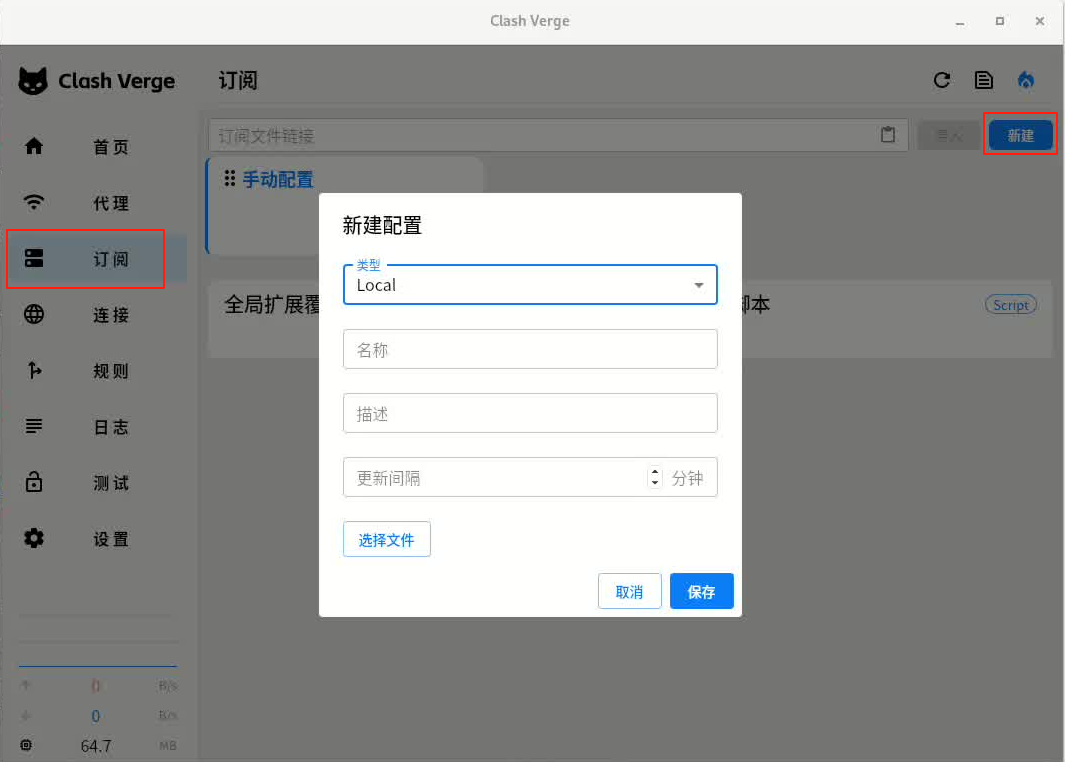 Clash Verge
Clash Verge
订阅
首页
代理
订阅
连接
规则
日志
测试
设置
0 B/s
0 B/s
64.7 MB
订阅文件链接
导入
新建
手动配置
全局扩展覆
脚本
Script
新建配置
类型
Local
名称
描述
更新间隔
分钟
选择文件
取消
保存